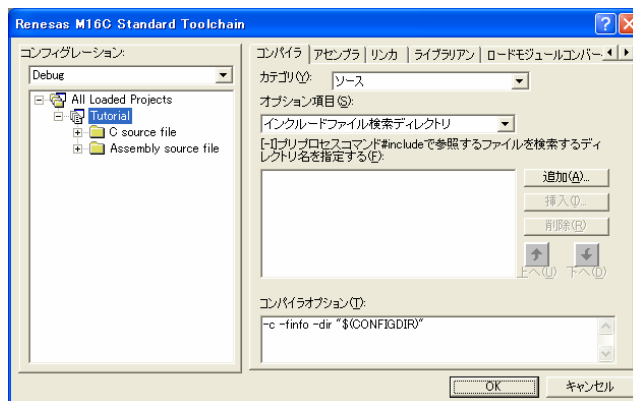 Renesas M16C Standard Toolchain
コンフィグレーション:
Debug
All Loaded Projects
Tutorial
C source file
Assembly source file
コンパイラ アセンブラ リンカ ライブラリアン ロードモジュールコンバー
カテゴリ(Y): ソース
オプション項目(S):
インクルードファイル検索ディレクトリ
[-I]プリプロセスコマンド#includeで参照するファイルを検索するディ
レクトリ名を指定する(F):
追加(A)...
挿入(I)...
削除(R)
上へ(U) 下へ(D)
コンパイラオプション(T):
-c -finfo -dir "$(CONFIGDIR)"
OK キャンセル